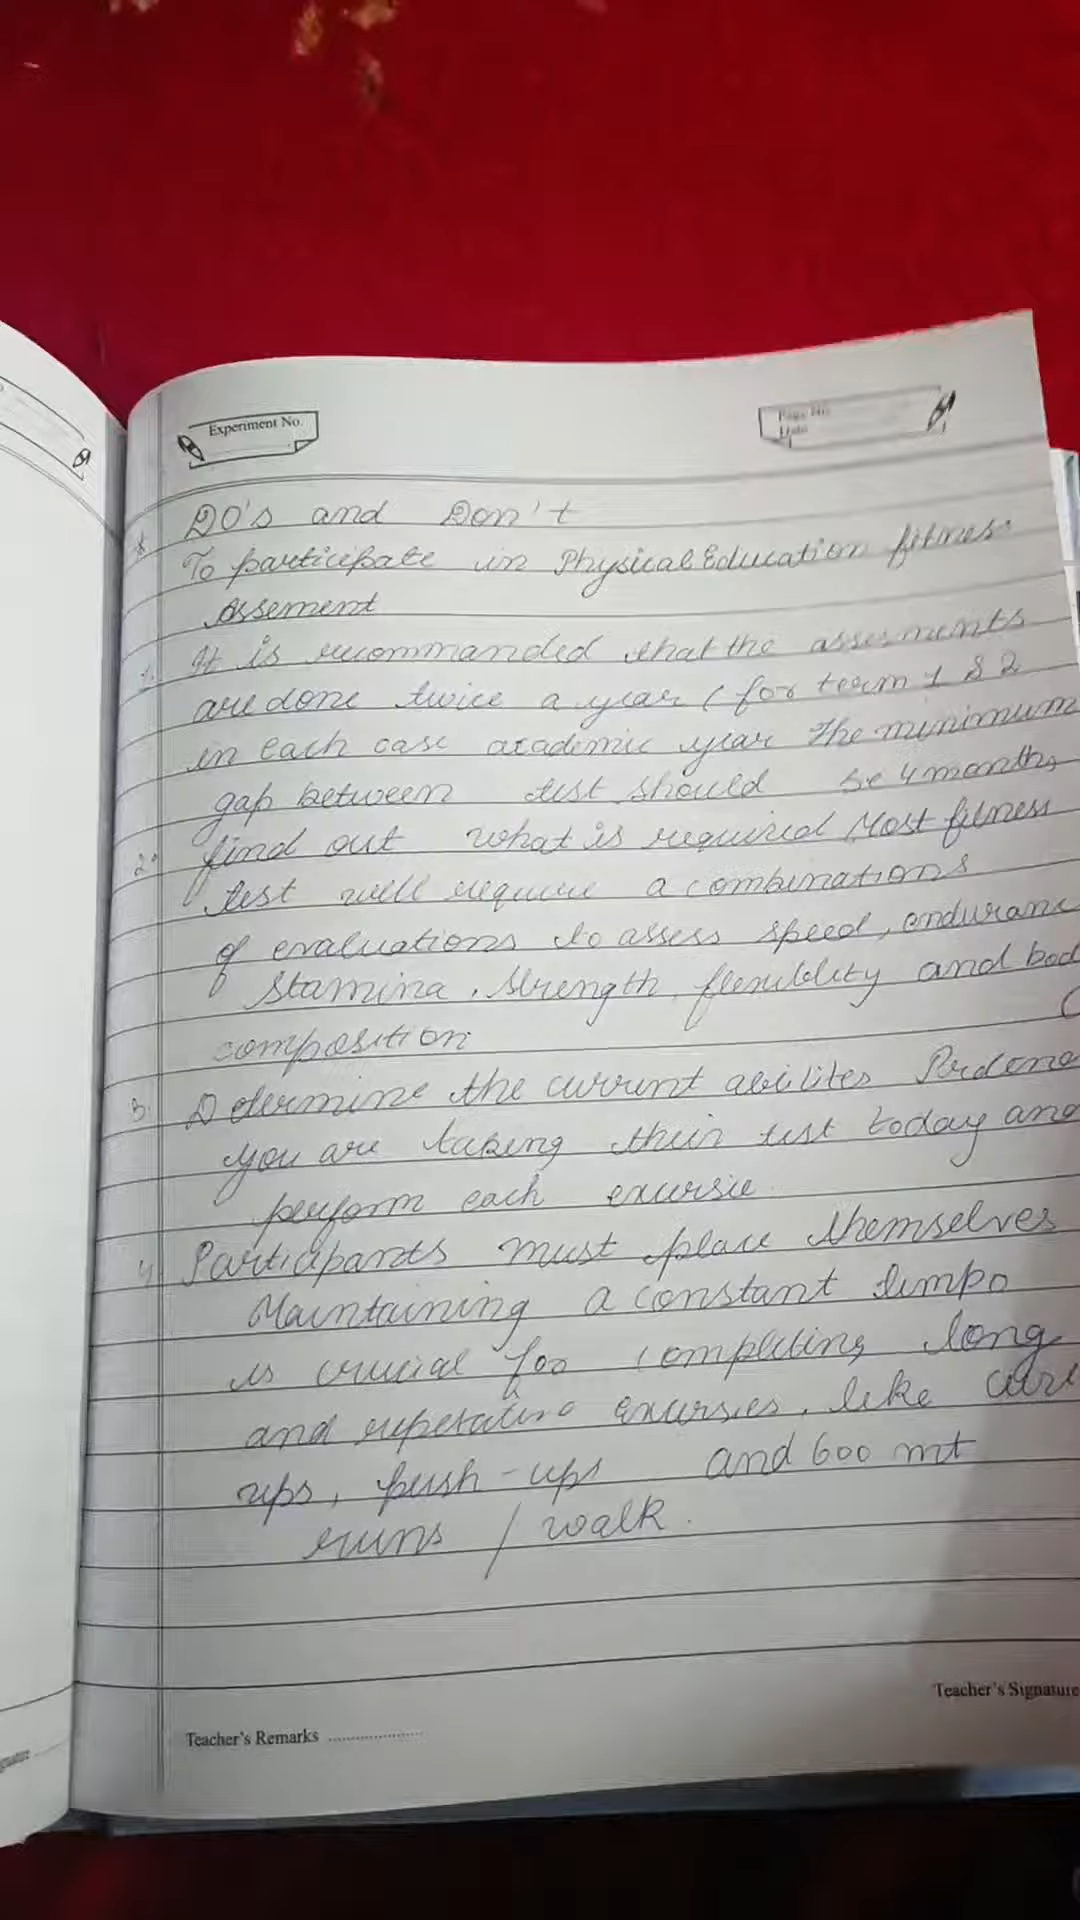 Experiment No.
Page No.
Date
DO's and Don't
To participate in Physical Education fitness
Assement
1. It is recommanded that the assesments
are done twice a year ( for term 1 & 2
in each case academic year The minimum
gap between test should be 4 months
2. find out what is required Most fitness
test will require a combinations
of evaluations to assess speed, enduranc
stamina, strength, flexiblity and bod
composition
3. Determine the current abilites
you are taking their test today and
perform each exersie
4. Participants must place themselves
Maintaining a constant tempo
is crucial for completing long
and repetative exersies, like curl
ups, push-ups and 600 mt
runs / walk.
Teacher's Signature
Teacher's Remarks ....................